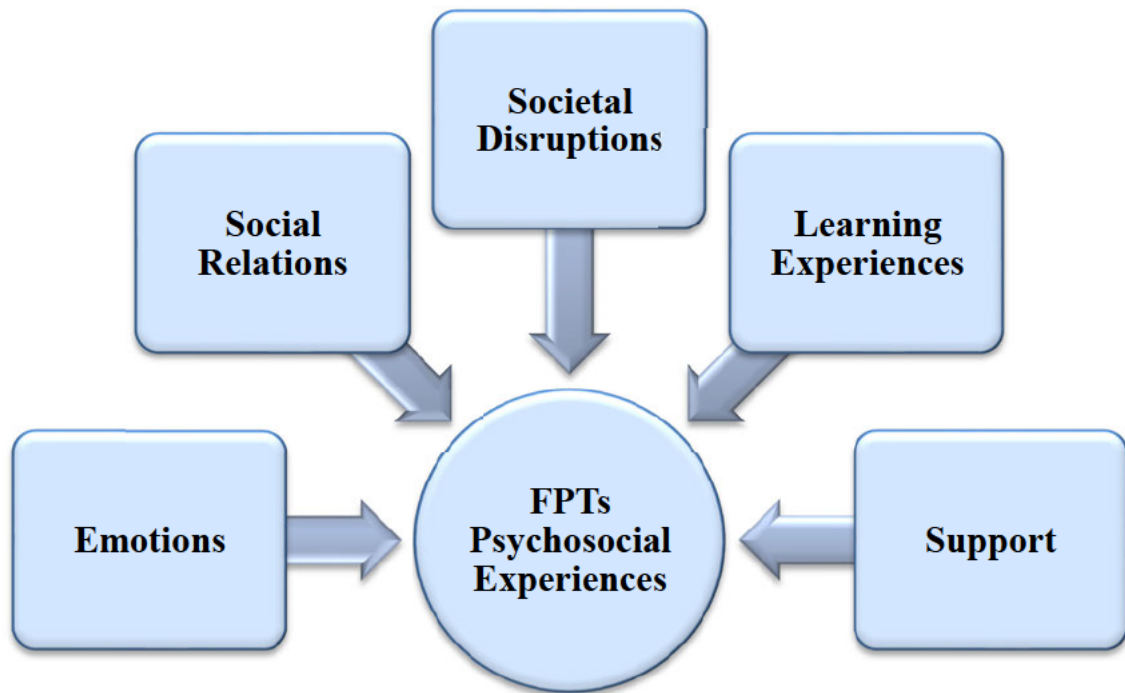 Societal
Disruptions
Social
Relations
Learning
Experiences
Emotions
FPTs
Psychosocial
Experiences
Support